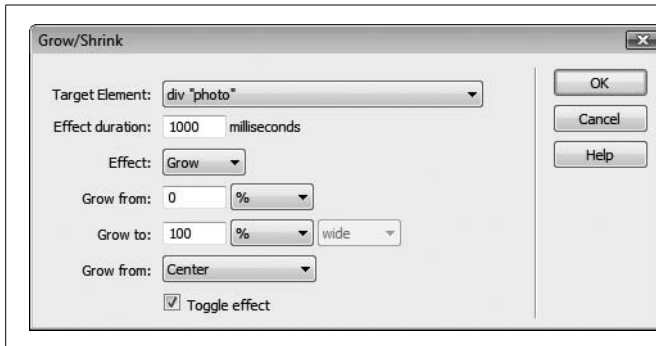 Grow/Shrink
Target Element: div "photo"
Effect duration: 1000 milliseconds
Effect: Grow
Grow from: 0 %
Grow to: 100 % wide
Grow from: Center
Toggle effect
OK
Cancel
Help